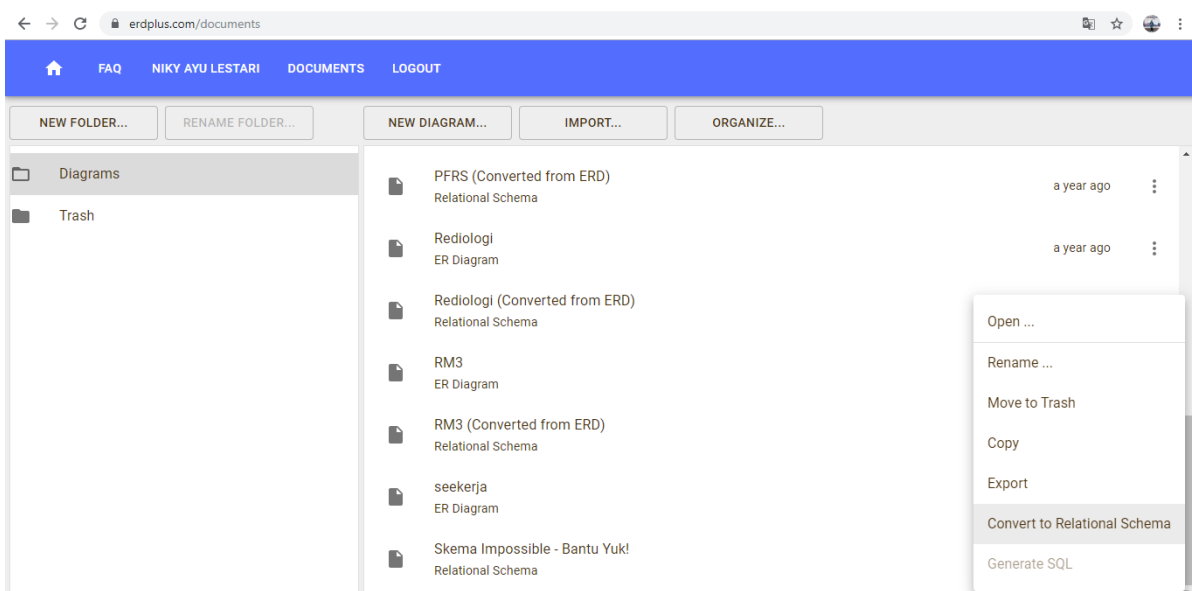 erdplus.com/documents
FAQ NIKY AYU LESTARI DOCUMENTS LOGOUT
NEW FOLDER... RENAME FOLDER... NEW DIAGRAM... IMPORT... ORGANIZE...
Diagrams
Trash
PFRS (Converted from ERD)
Relational Schema
a year ago
Rediologi
ER Diagram
a year ago
Rediologi (Converted from ERD)
Relational Schema
RM3
ER Diagram
RM3 (Converted from ERD)
Relational Schema
seekerja
ER Diagram
Skema Impossible - Bantu Yuk!
Relational Schema
Open ...
Rename ...
Move to Trash
Copy
Export
Convert to Relational Schema
Generate SQL